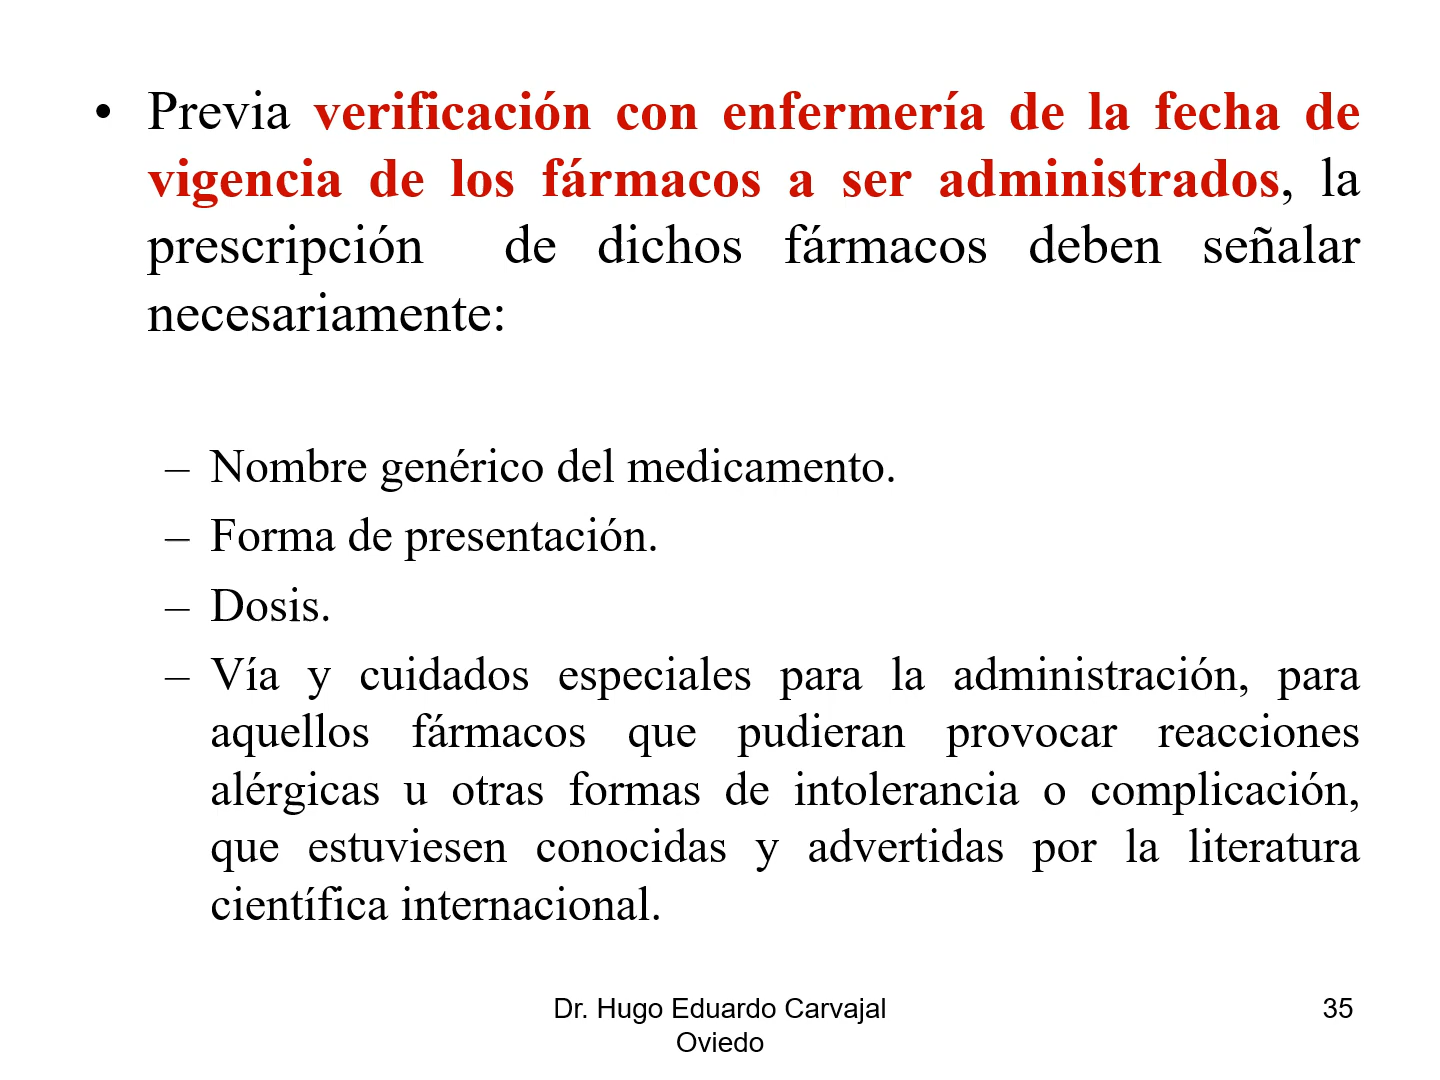 • Previa verificación con enfermería de la fecha de
vigencia de los fármacos a ser administrados, la
prescripción de dichos fármacos deben señalar
necesariamente:
– Nombre genérico del medicamento.
– Forma de presentación.
– Dosis.
– Vía y cuidados especiales para la administración, para
aquellos fármacos que pudieran provocar reacciones
alérgicas u otras formas de intolerancia o complicación,
que estuviesen conocidas y advertidas por la literatura
científica internacional.
Dr. Hugo Eduardo Carvajal
Oviedo
35